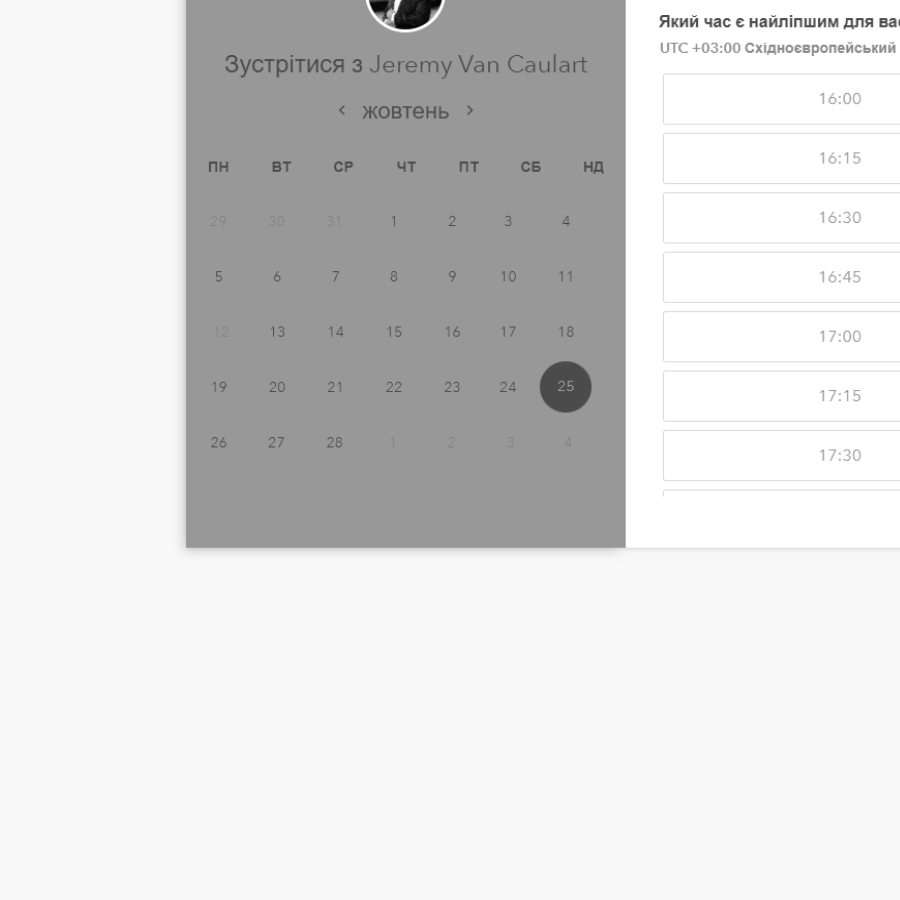 Зустрітися з Jeremy Van Caulart
жовтень
ПН ВТ СР ЧТ ПТ СБ НД
29 30 31 1 2 3 4
5 6 7 8 9 10 11
12 13 14 15 16 17 18
19 20 21 22 23 24 25
26 27 28 1 2 3 4
Який час є найліпшим для вас
UTC +03:00 Східноєвропейський
16:00
16:15
16:30
16:45
17:00
17:15
17:30